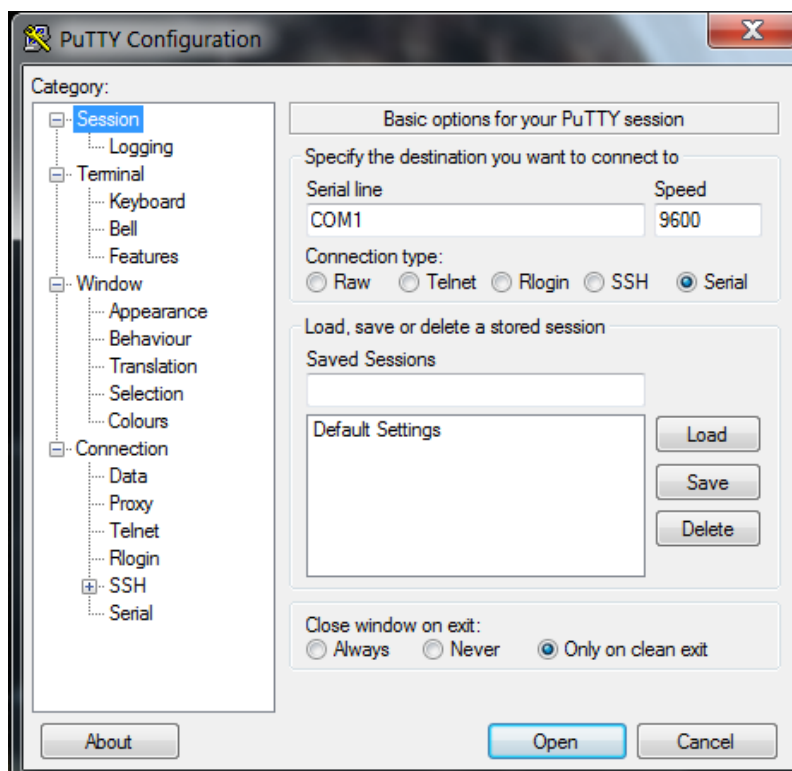 PuTTY Configuration
Category:
Session
Logging
Terminal
Keyboard
Bell
Features
Window
Appearance
Behaviour
Translation
Selection
Colours
Connection
Data
Proxy
Telnet
Rlogin
SSH
Serial
Basic options for your PuTTY session
Specify the destination you want to connect to
Serial line Speed
COM1 9600
Connection type:
Raw Telnet Rlogin SSH Serial
Load, save or delete a stored session
Saved Sessions
Default Settings
Load
Save
Delete
Close window on exit:
Always Never Only on clean exit
About Open Cancel